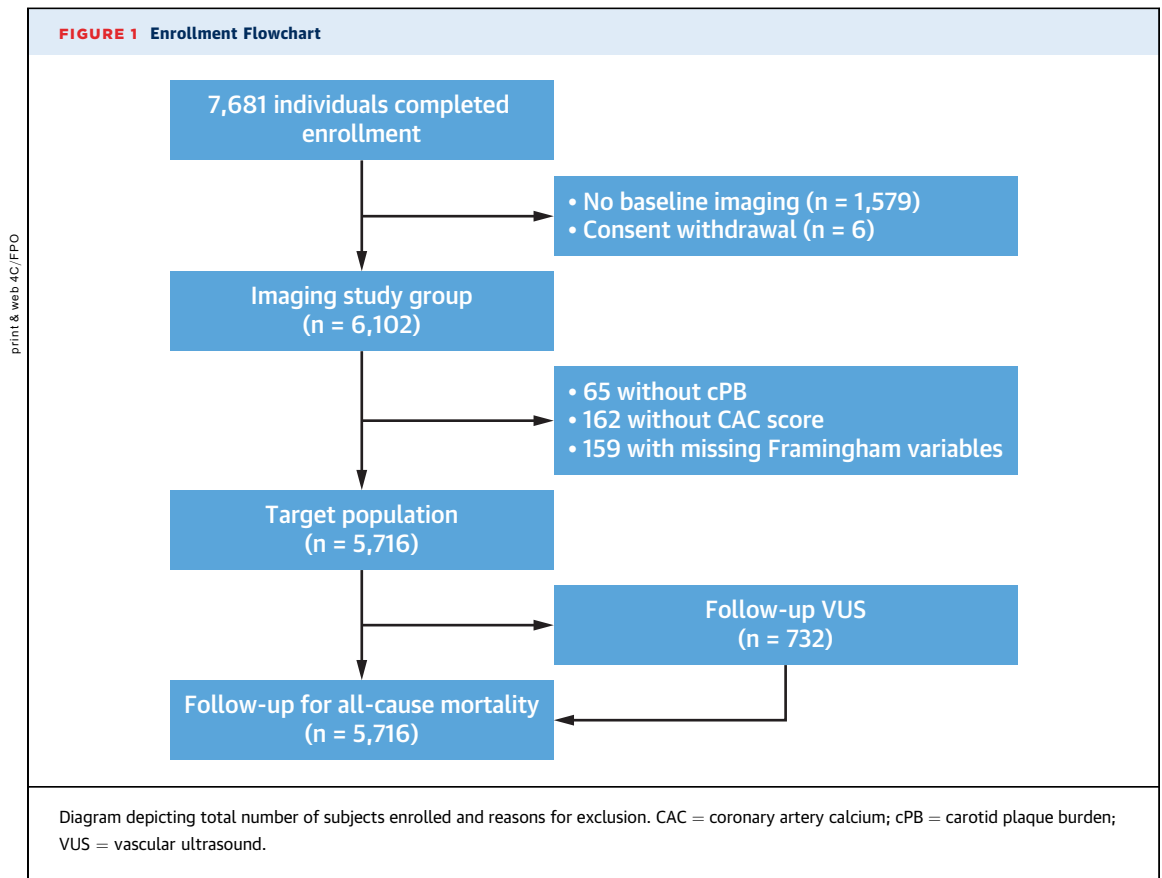 FIGURE 1 Enrollment Flowchart
7,681 individuals completed
enrollment
• No baseline imaging (n = 1,579)
• Consent withdrawal (n = 6)
print & web 4C/FPO
Imaging study group
(n = 6,102)
• 65 without cPB
• 162 without CAC score
• 159 with missing Framingham variables
Target population
(n = 5,716)
Follow-up VUS
(n = 732)
Follow-up for all-cause mortality
(n = 5,716)
Diagram depicting total number of subjects enrolled and reasons for exclusion. CAC = coronary artery calcium; cPB = carotid plaque burden;
VUS = vascular ultrasound.